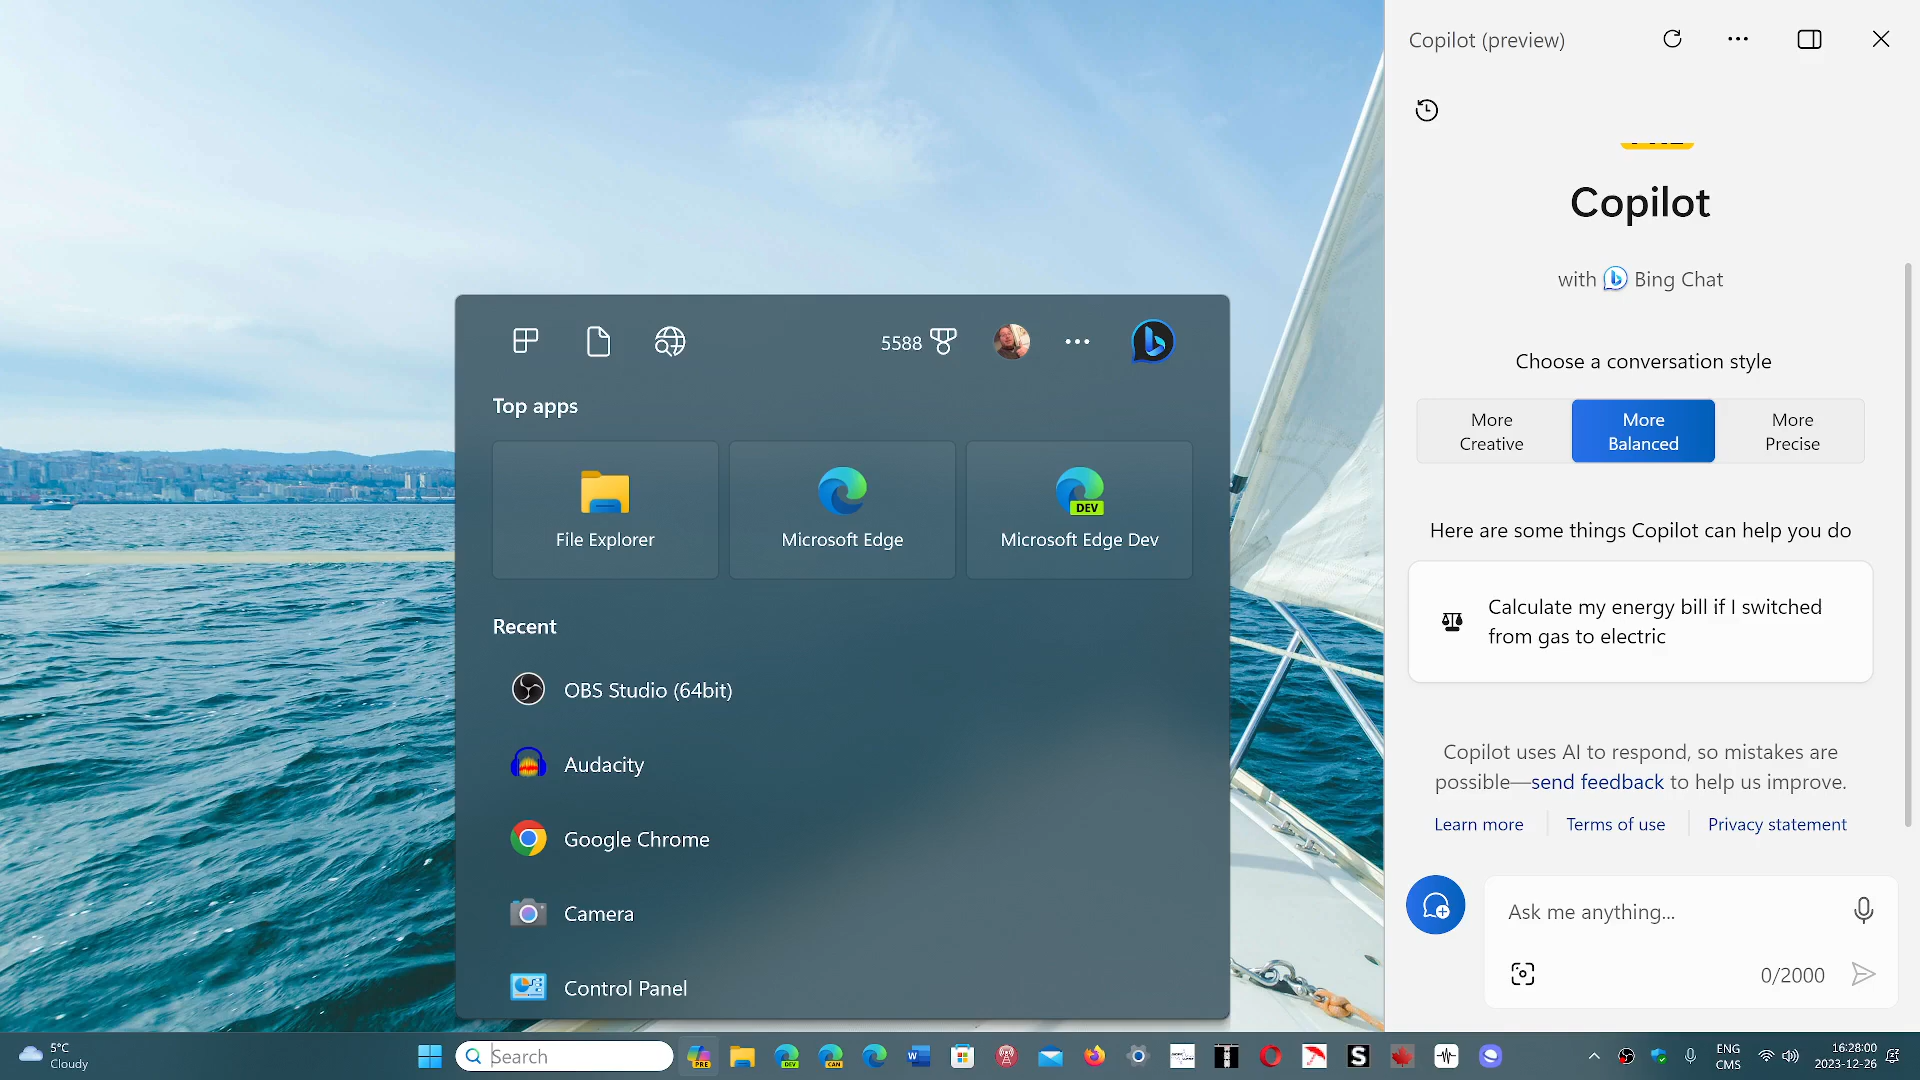 Copilot (preview)
Copilot
with Bing Chat
Choose a conversation style
More Creative
More Balanced
More Precise
Here are some things Copilot can help you do
Calculate my energy bill if I switched
from gas to electric
Copilot uses AI to respond, so mistakes are
possible—send feedback to help us improve.
Learn more
Terms of use
Privacy statement
Ask me anything...
0/2000
5588
Top apps
File Explorer
Microsoft Edge
DEV
Microsoft Edge Dev
Recent
OBS Studio (64bit)
Audacity
Google Chrome
Camera
Control Panel
5°C
Cloudy
Search
PRE
DEV
CAN
W
S
ENG
CMS
16:28:00
2023-12-26